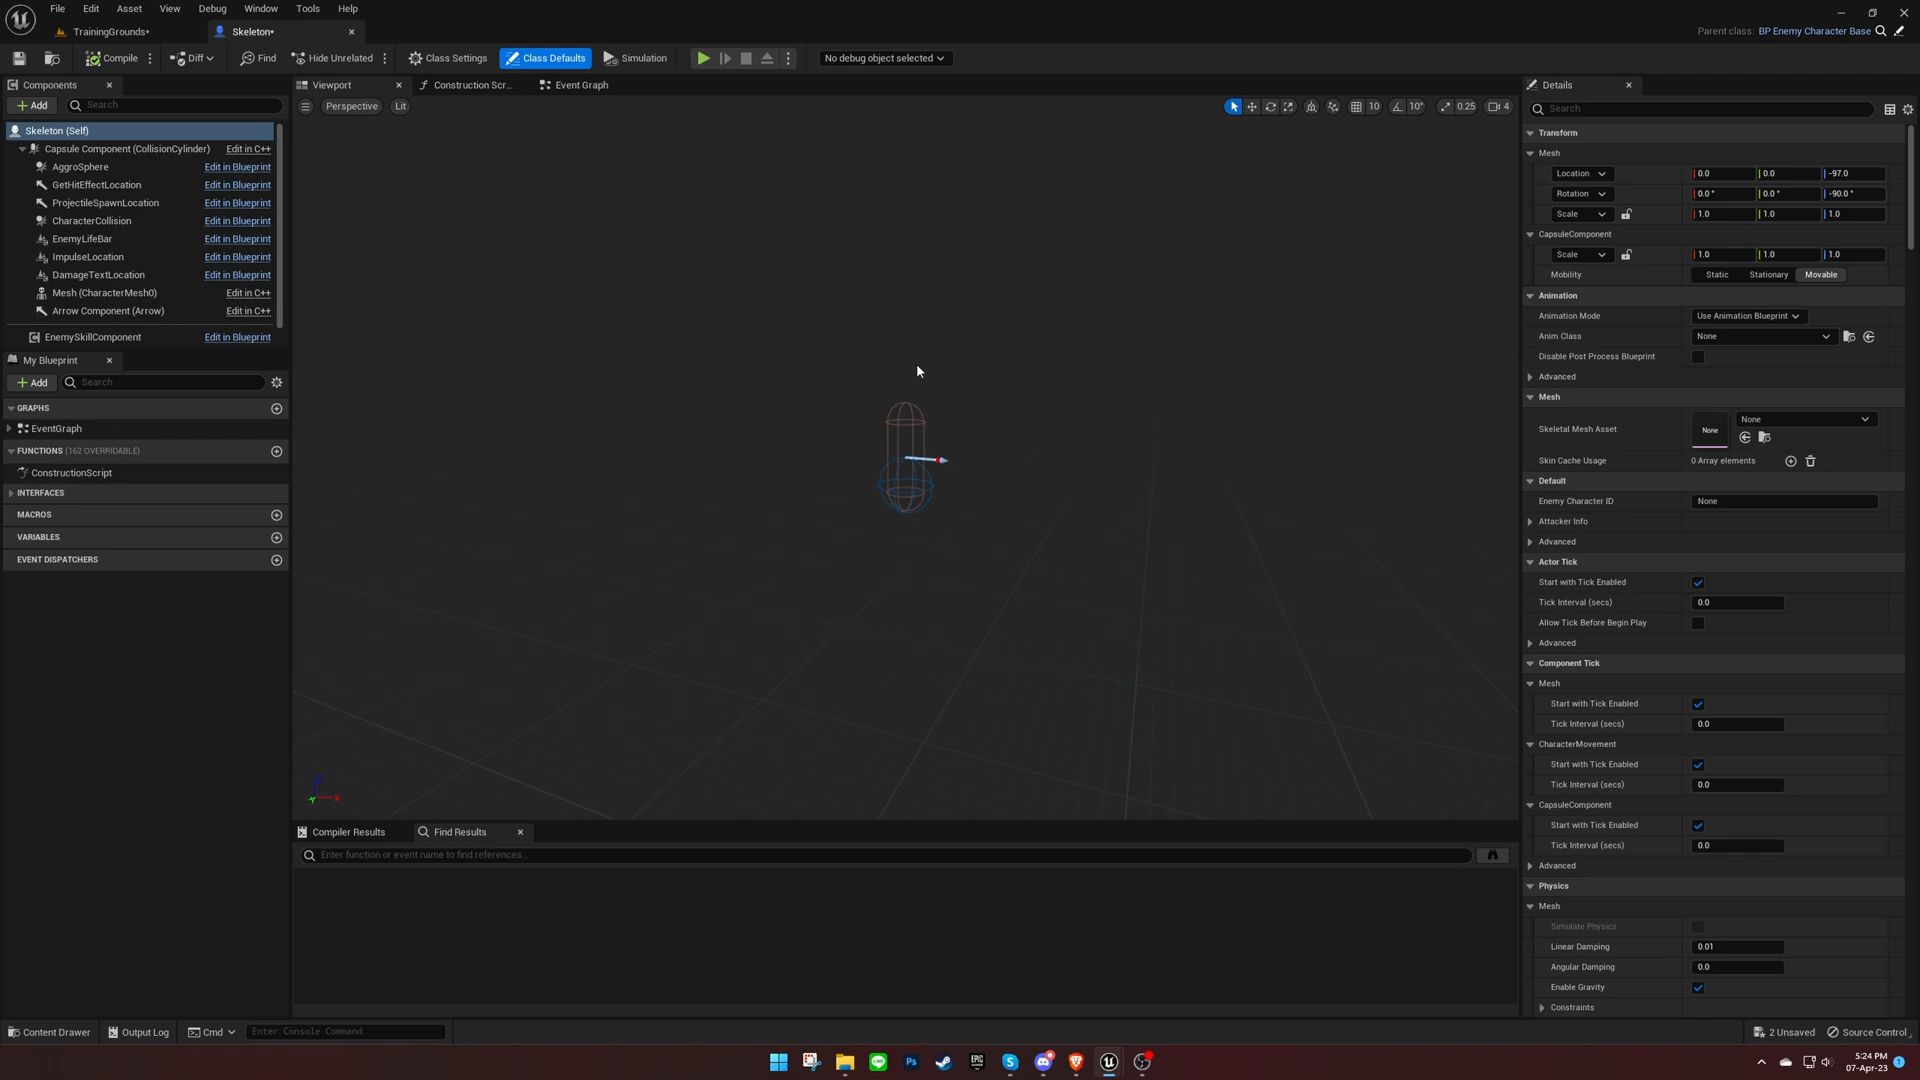 File Edit Asset View Debug Window Tools Help
TrainingGrounds* Skeleton*
Parent class: BP Enemy Character Base
Compile Diff Find Hide Unrelated Class Settings Class Defaults Simulation No debug object selected
Components
Add Search
Skeleton (Self)
Capsule Component (CollisionCylinder) Edit in C++
AggroSphere Edit in Blueprint
GetHitEffectLocation Edit in Blueprint
ProjectileSpawnLocation Edit in Blueprint
CharacterCollision Edit in Blueprint
EnemyLifeBar Edit in Blueprint
ImpulseLocation Edit in Blueprint
DamageTextLocation Edit in Blueprint
Mesh (CharacterMesh0) Edit in C++
Arrow Component (Arrow) Edit in C++
EnemySkillComponent Edit in Blueprint
My Blueprint
Add Search
GRAPHS
EventGraph
FUNCTIONS (162 OVERRIDABLE)
ConstructionScript
INTERFACES
MACROS
VARIABLES
EVENT DISPATCHERS
Viewport Construction Scr... Event Graph
Perspective Lit 10 10° 0.25 4
Compiler Results Find Results
Enter function or event name to find references...
Details
Search
Transform
Mesh
Location 0.0 0.0 -97.0
Rotation 0.0 ° 0.0 ° -90.0 °
Scale 1.0 1.0 1.0
CapsuleComponent
Scale 1.0 1.0 1.0
Mobility Static Stationary Movable
Animation
Animation Mode Use Animation Blueprint
Anim Class None
Disable Post Process Blueprint
Advanced
Mesh
Skeletal Mesh Asset None None
Skin Cache Usage 0 Array elements
Default
Enemy Character ID None
Attacker Info
Advanced
Actor Tick
Start with Tick Enabled
Tick Interval (secs) 0.0
Allow Tick Before Begin Play
Advanced
Component Tick
Mesh
Start with Tick Enabled
Tick Interval (secs) 0.0
CharacterMovement
Start with Tick Enabled
Tick Interval (secs) 0.0
CapsuleComponent
Start with Tick Enabled
Tick Interval (secs) 0.0
Advanced
Physics
Mesh
Simulate Physics
Linear Damping 0.01
Angular Damping 0.0
Enable Gravity
Constraints
Content Drawer Output Log Cmd Enter Console Command 2 Unsaved Source Control
5:24 PM
07-Apr-23